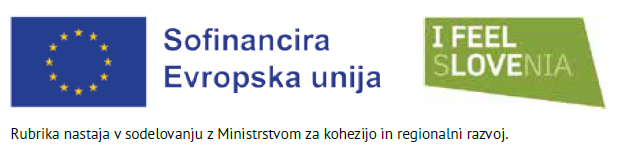 Sofinancira
Evropska unija
I FEEL
SLOVENIA
Rubrika nastaja v sodelovanju z Ministrstvom za kohezijo in regionalni razvoj.